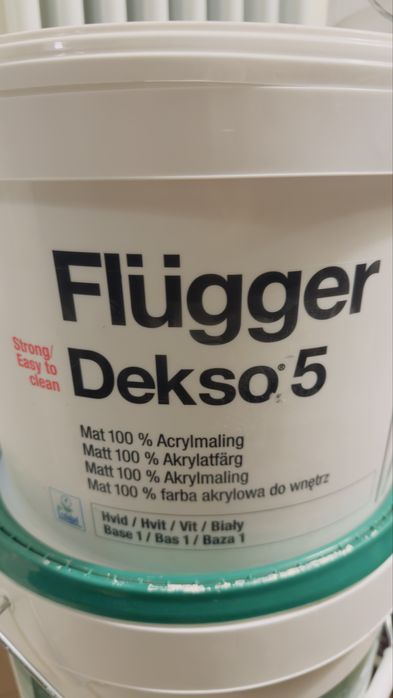 Flügger
Strong/
Easy to
clean
Dekso® 5
Mat 100 % Acrylmaling
Matt 100 % Akrylatfärg
Matt 100 % Akrylmaling
Mat 100 % farba akrylowa do wnętrz
Hvid / Hvit / Vit / Biały
Base 1 / Bas 1 / Baza 1